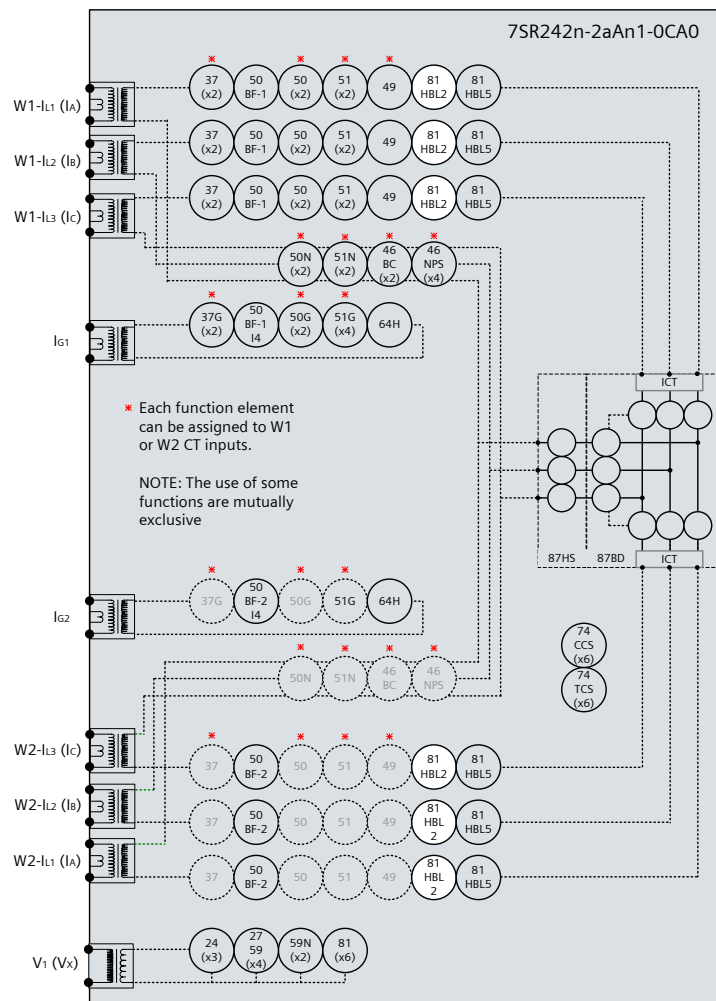 7SR242n-2aAn1-0CA0
* * * *
W1-IL1 (IA)
37 (x2) 50 BF-1 50 (x2) 51 (x2) 49 81 HBL2 81 HBL5
W1-IL2 (IB)
37 (x2) 50 BF-1 50 (x2) 51 (x2) 49 81 HBL2 81 HBL5
W1-IL3 (IC)
37 (x2) 50 BF-1 50 (x2) 51 (x2) 49 81 HBL2 81 HBL5
* * * *
50N (x2) 51N (x2) 46 BC (x2) 46 NPS (x4)
* * *
IG1
37G (x2) 50 BF-1 I4 50G (x2) 51G (x4) 64H
ICT
* Each function element
can be assigned to W1
or W2 CT inputs.
NOTE: The use of some
functions are mutually
exclusive
87HS 87BD ICT
* * *
IG2
37G 50 BF-2 I4 50G 51G 64H
74 CCS (x6)
74 TCS (x6)
* * * *
50N 51N 46 BC 46 NPS
* * * *
W2-IL3 (IC)
37 50 BF-2 50 51 49 81 HBL2 81 HBL5
W2-IL2 (IB)
37 50 BF-2 50 51 49 81 HBL 2 81 HBL5
W2-IL1 (IA)
37 50 BF-2 50 51 49 81 HBL 2 81 HBL5
V1 (VX)
24 (x3) 27 59 (x4) 59N (x2) 81 (x6)